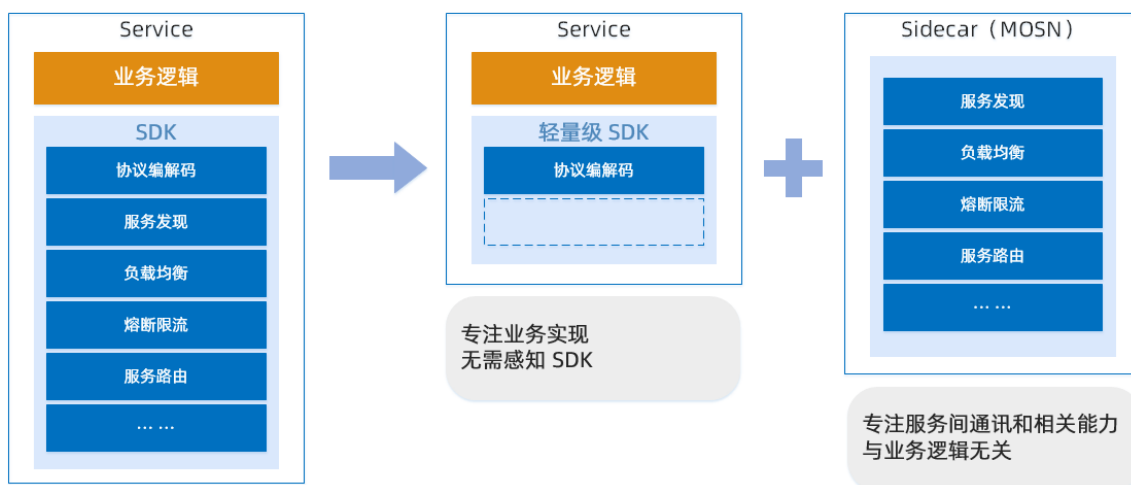 Service
业务逻辑
SDK
协议编解码
服务发现
负载均衡
熔断限流
服务路由
... ...
Service
业务逻辑
轻量级 SDK
协议编解码
专注业务实现
无需感知 SDK
Sidecar（MOSN）
服务发现
负载均衡
熔断限流
服务路由
... ...
专注服务间通讯和相关能力
与业务逻辑无关